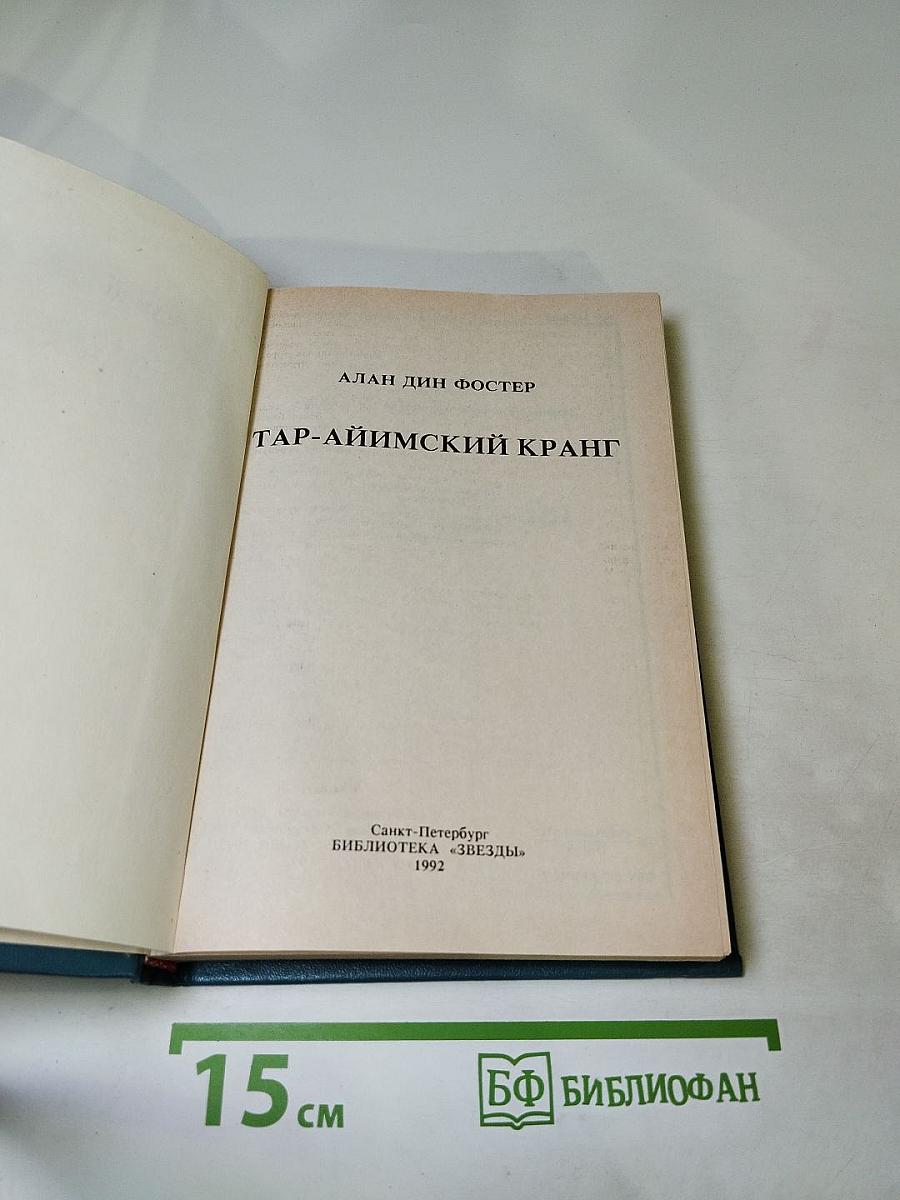 АЛАН ДИН ФОСТЕР
ТАР-АЙИМСКИЙ КРАНГ
Санкт-Петербург
БИБЛИОТЕКА «ЗВЕЗДЫ»
1992
15 см
БФ БИБЛИОФАН